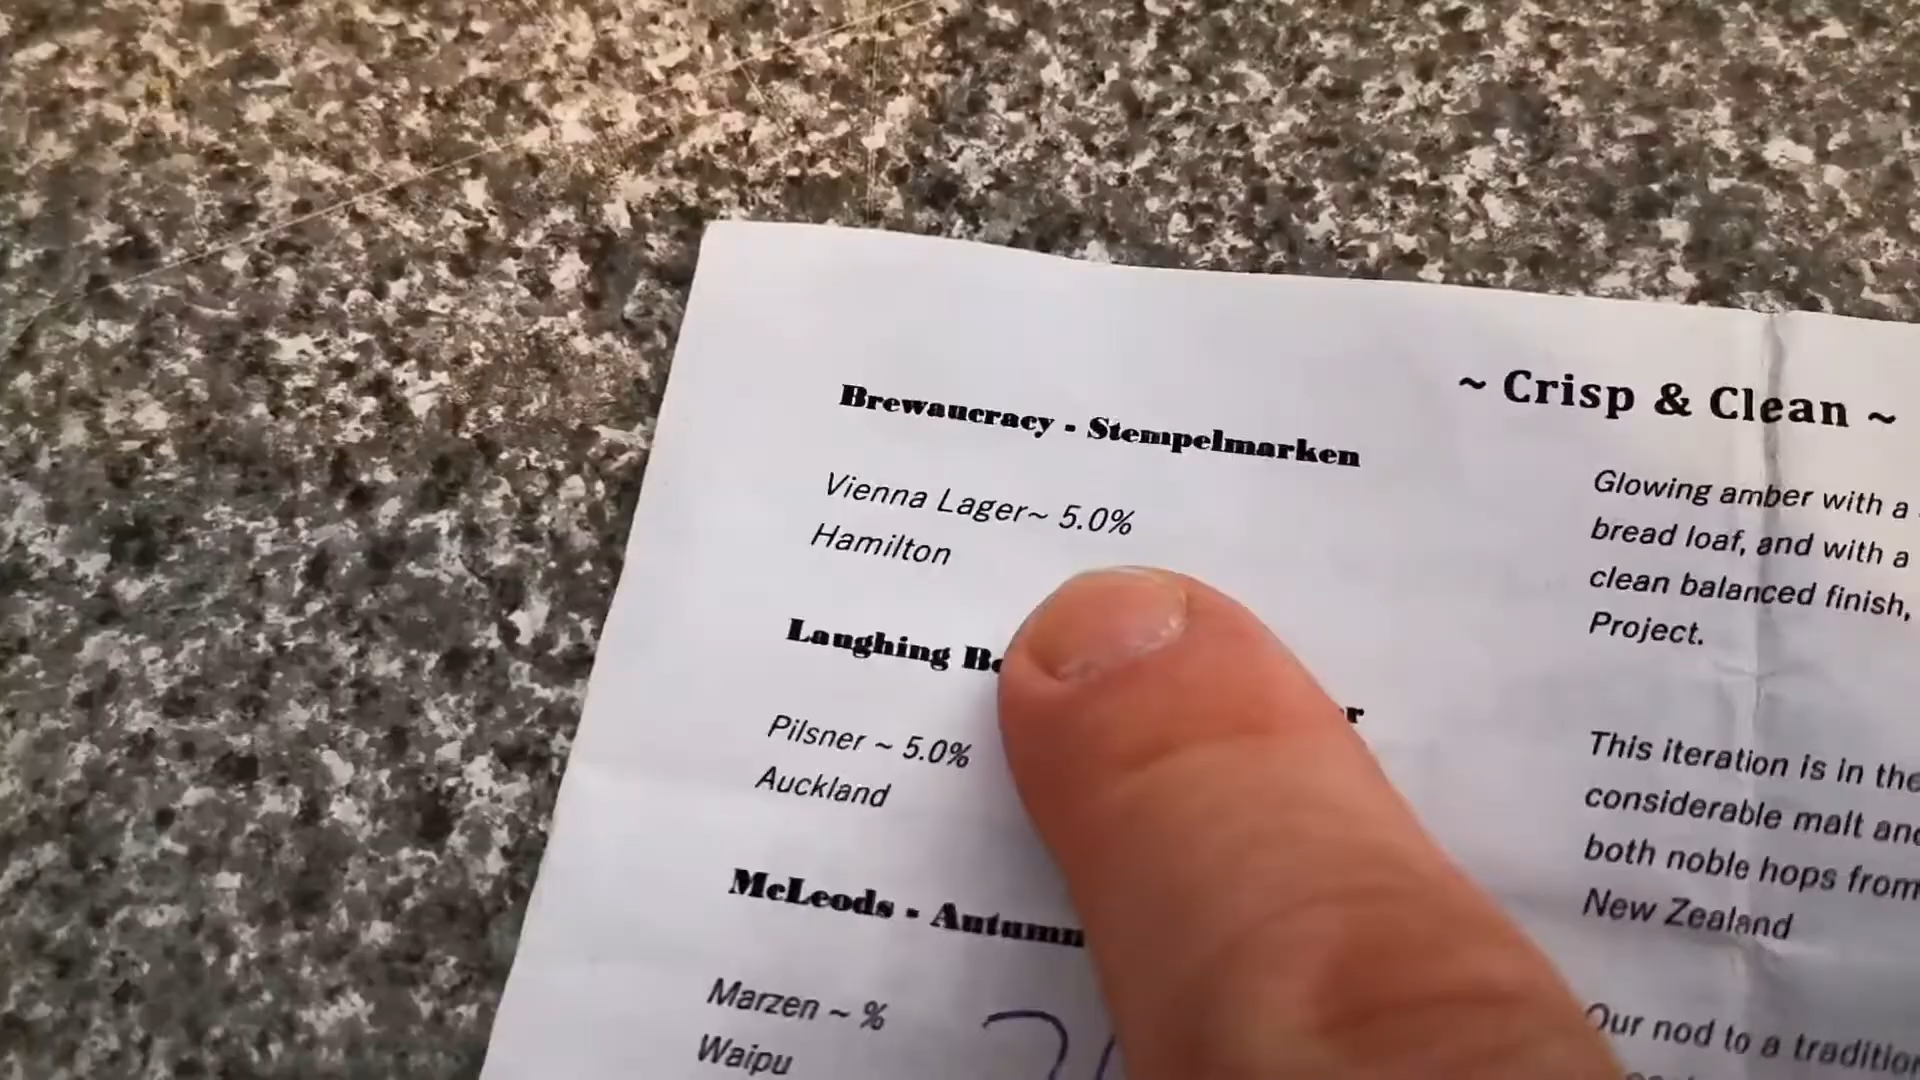 ~ Crisp & Clean ~
Brewaucracy - Stempelmarken
Vienna Lager~ 5.0%
Hamilton
Glowing amber with a
bread loaf, and with a
clean balanced finish,
Project.
Laughing
Pilsner ~ 5.0%
Auckland
This iteration is in the
considerable malt and
both noble hops from
New Zealand
McLeods - Autumn
Marzen ~ %
Waipu
Our nod to a